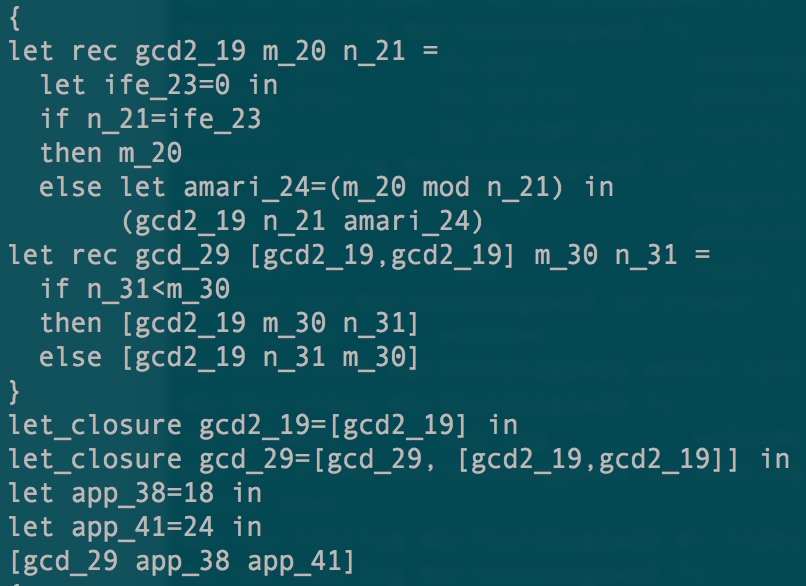 {
let rec gcd2_19 m_20 n_21 =
  let ife_23=0 in
  if n_21=ife_23
  then m_20
  else let amari_24=(m_20 mod n_21) in
       (gcd2_19 n_21 amari_24)
let rec gcd_29 [gcd2_19,gcd2_19] m_30 n_31 =
  if n_31<m_30
  then [gcd2_19 m_30 n_31]
  else [gcd2_19 n_31 m_30]
}
let_closure gcd2_19=[gcd2_19] in
let_closure gcd_29=[gcd_29, [gcd2_19,gcd2_19]] in
let app_38=18 in
let app_41=24 in
[gcd_29 app_38 app_41]